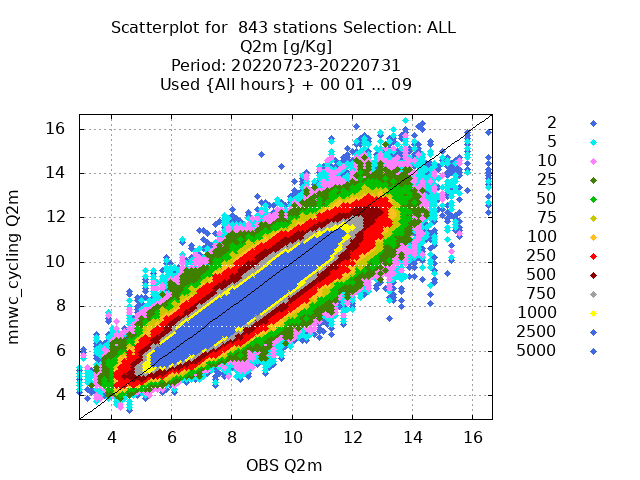 Scatterplot for  843 stations Selection: ALL
Q2m [g/Kg]
Period: 20220723-20220731
Used {All hours} + 00 01 ... 09
mnwc_cycling Q2m
16
14
12
10
8
6
4
4 6 8 10 12 14 16
OBS Q2m
2
5
10
25
50
75
100
250
500
750
1000
2500
5000